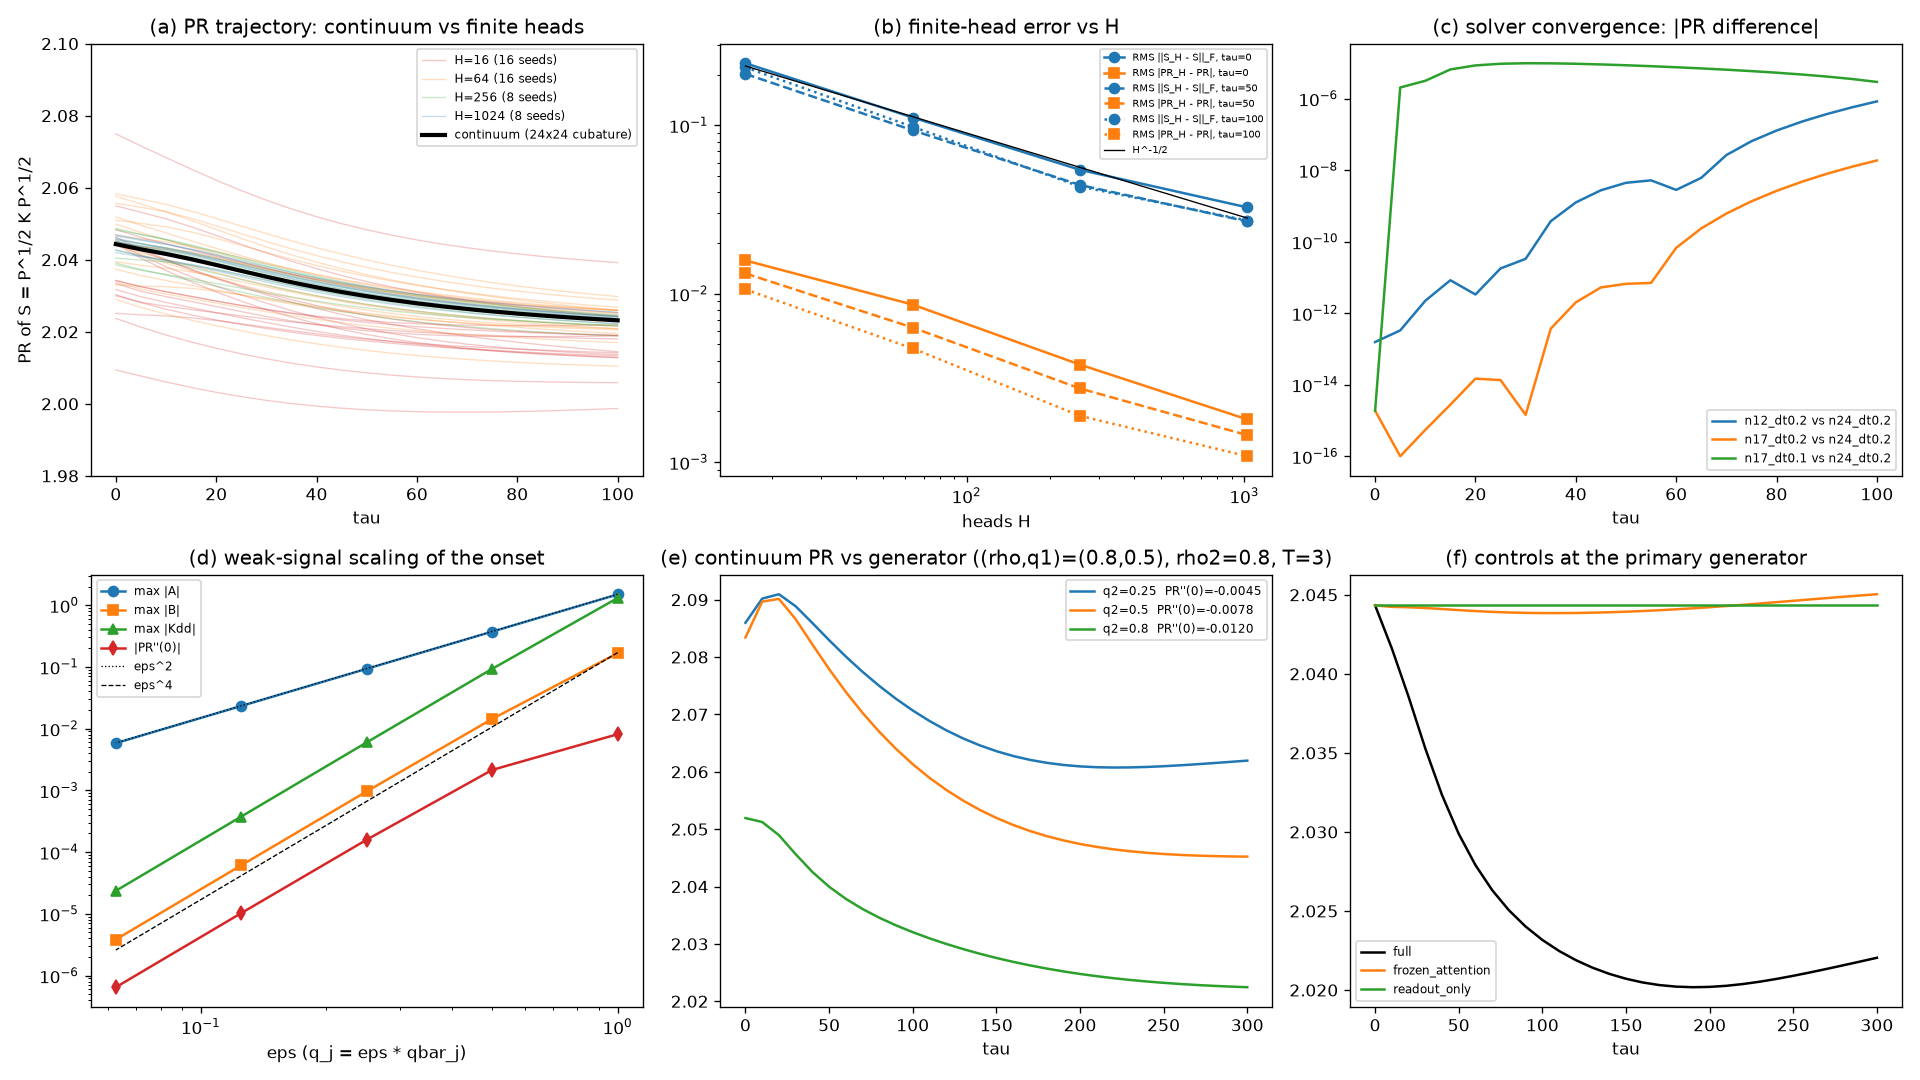 (a) PR trajectory: continuum vs finite heads
PR of S = P^1/2 K P^1/2
2.10
2.08
2.06
2.04
2.02
2.00
1.98
H=16 (16 seeds)
H=64 (16 seeds)
H=256 (8 seeds)
H=1024 (8 seeds)
continuum (24x24 cubature)
0 20 40 60 80 100
tau
(b) finite-head error vs H
10^-1
10^-2
10^-3
RMS ||S_H - S||_F, tau=0
RMS |PR_H - PR|, tau=0
RMS ||S_H - S||_F, tau=50
RMS |PR_H - PR|, tau=50
RMS ||S_H - S||_F, tau=100
RMS |PR_H - PR|, tau=100
H^-1/2
10^2 10^3
heads H
(c) solver convergence: |PR difference|
10^-6
10^-8
10^-10
10^-12
10^-14
10^-16
n12_dt0.2 vs n24_dt0.2
n17_dt0.2 vs n24_dt0.2
n17_dt0.1 vs n24_dt0.2
0 20 40 60 80 100
tau
(d) weak-signal scaling of the onset
10^0
10^-1
10^-2
10^-3
10^-4
10^-5
10^-6
max |A|
max |B|
max |Kdd|
|PR''(0)|
eps^2
eps^4
10^-1 10^0
eps (q_j = eps * qbar_j)
(e) continuum PR vs generator ((rho,q1)=(0.8,0.5), rho2=0.8, T=3)
2.09
2.08
2.07
2.06
2.05
2.04
2.03
2.02
q2=0.25 PR''(0)=-0.0045
q2=0.5 PR''(0)=-0.0078
q2=0.8 PR''(0)=-0.0120
0 50 100 150 200 250 300
tau
(f) controls at the primary generator
2.045
2.040
2.035
2.030
2.025
2.020
full
frozen_attention
readout_only
0 50 100 150 200 250 300
tau